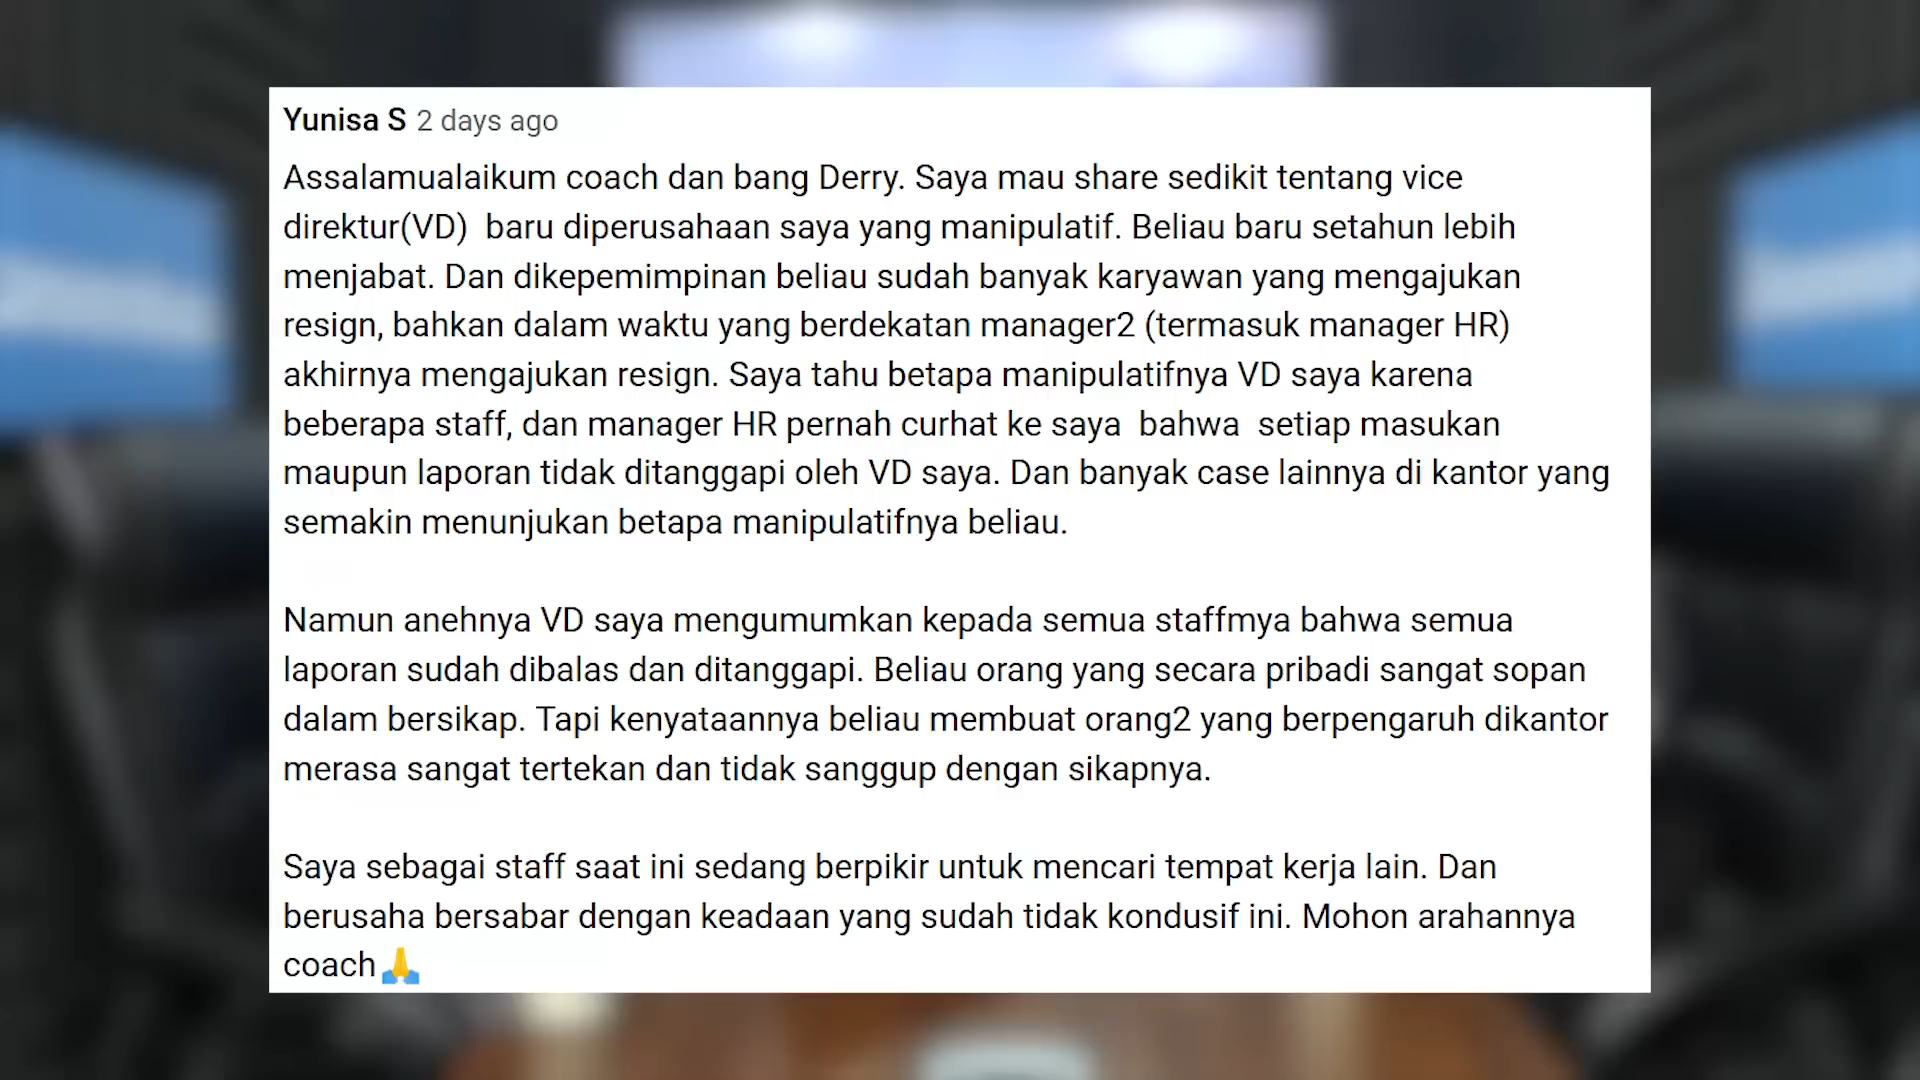 Yunisa S 2 days ago
Assalamualaikum coach dan bang Derry. Saya mau share sedikit tentang vice
direktur(VD)  baru diperusahaan saya yang manipulatif. Beliau baru setahun lebih
menjabat. Dan dikepemimpinan beliau sudah banyak karyawan yang mengajukan
resign, bahkan dalam waktu yang berdekatan manager2 (termasuk manager HR)
akhirnya mengajukan resign. Saya tahu betapa manipulatifnya VD saya karena
beberapa staff, dan manager HR pernah curhat ke saya  bahwa  setiap masukan
maupun laporan tidak ditanggapi oleh VD saya. Dan banyak case lainnya di kantor yang
semakin menunjukan betapa manipulatifnya beliau.
Namun anehnya VD saya mengumumkan kepada semua staffmya bahwa semua
laporan sudah dibalas dan ditanggapi. Beliau orang yang secara pribadi sangat sopan
dalam bersikap. Tapi kenyataannya beliau membuat orang2 yang berpengaruh dikantor
merasa sangat tertekan dan tidak sanggup dengan sikapnya.
Saya sebagai staff saat ini sedang berpikir untuk mencari tempat kerja lain. Dan
berusaha bersabar dengan keadaan yang sudah tidak kondusif ini. Mohon arahannya
coach🙏